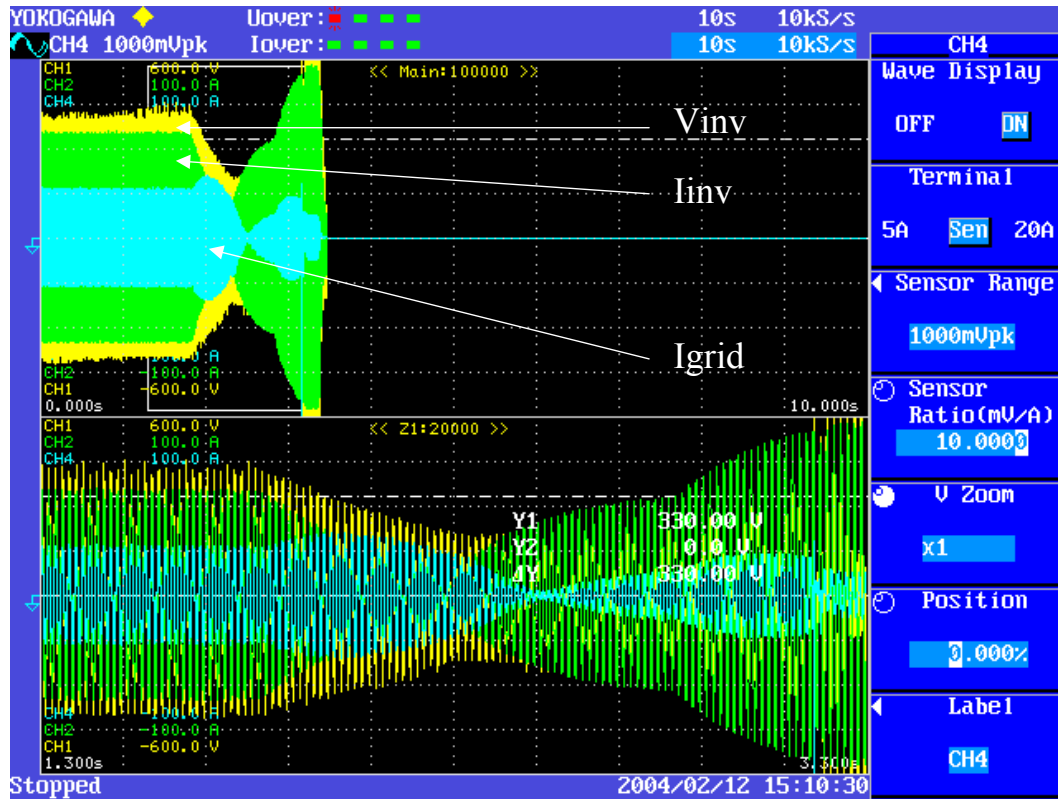 YOKOGAWA Uover: 10s 10kS/s
CH4 1000mVpk Iover: 10s 10kS/s CH4
CH1 600.0 V << Main:100000 >>
CH2 100.0 A
CH4 100.0 A
Vinv
Iinv
Igrid
CH2 -100.0 A
CH1 -600.0 V
0.000s 10.000s
CH1 600.0 V << Z1:20000 >>
CH2 100.0 A
CH4 100.0 A
Y1 330.00 V
Y2 0.0 V
△Y 330.00 V
CH4 -100.0 A
CH2 -100.0 A
CH1 -600.0 V
1.300s 3.300s
Stopped 2004/02/12 15:10:30
Wave Display
OFF ON
Terminal
5A Sen 20A
Sensor Range
1000mVpk
Sensor
Ratio(mV/A)
10.0000
V Zoom
x1
Position
0.000%
Label
CH4